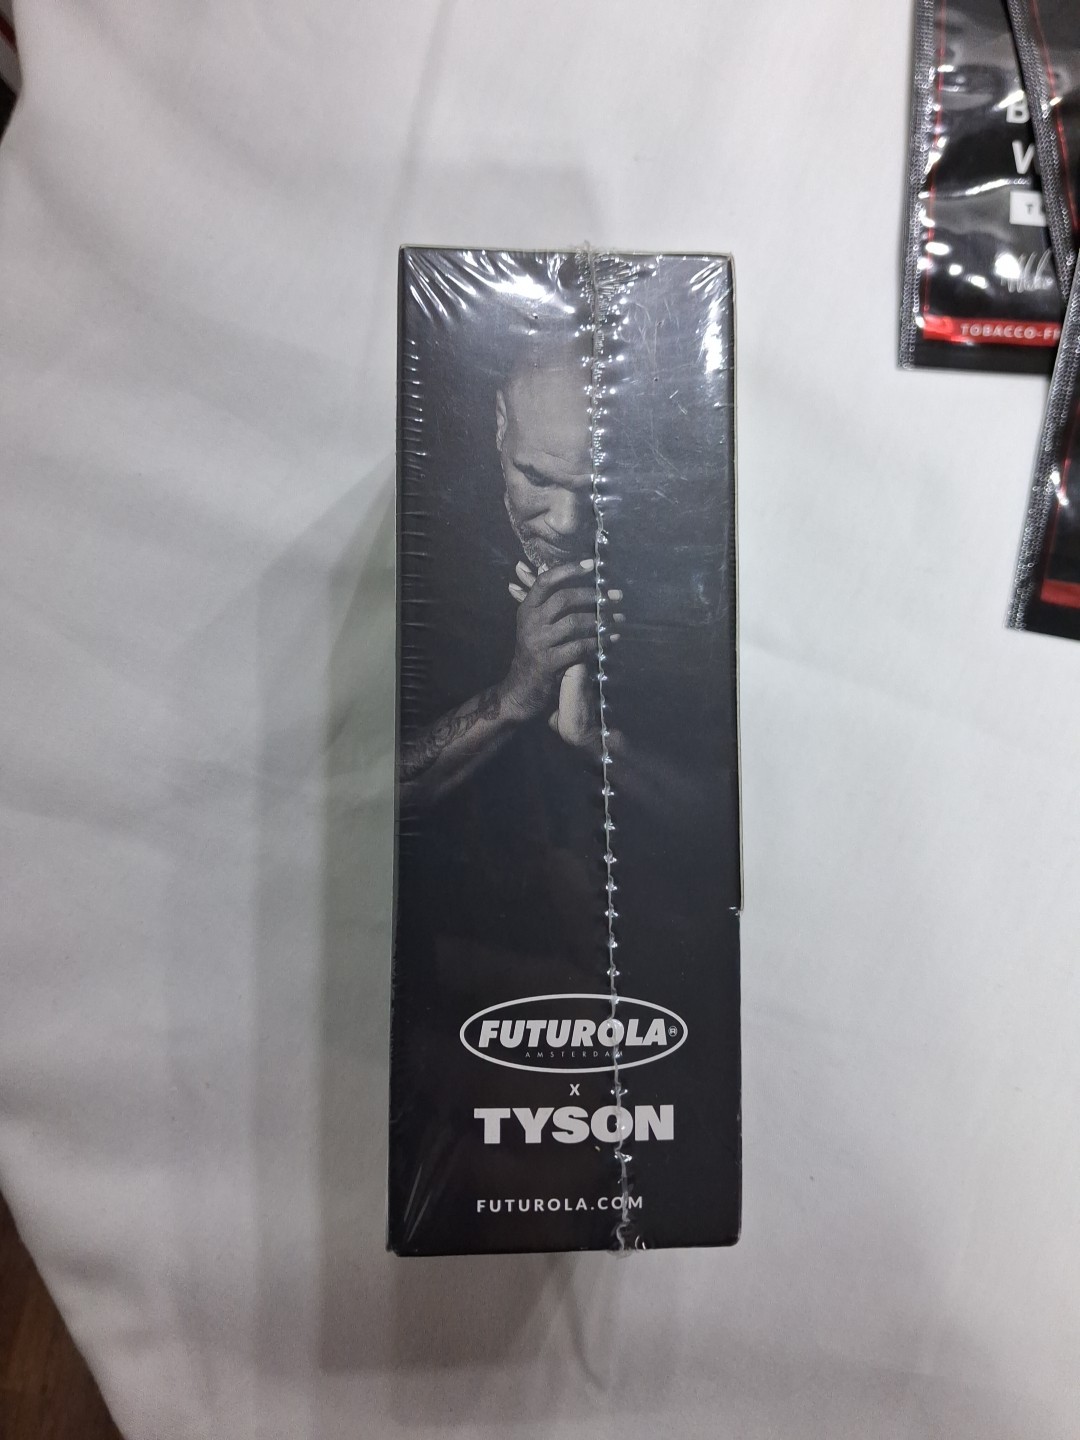 TOBACCO-F
FUTUROLA®
AMSTERDAM
X
TYSON
FUTUROLA.COM